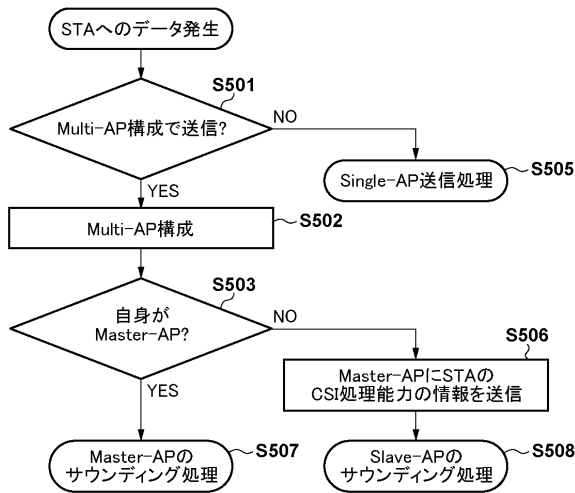 STAへのデータ発生
S501
Multi-AP構成で送信?
NO
Single-AP送信処理
S505
YES
Multi-AP構成
S502
S503
自身が
Master-AP?
NO
S506
Master-APにSTAの
CSI処理能力の情報を送信
YES
Master-APの
サウンディング処理
S507
Slave-APの
サウンディング処理
S508